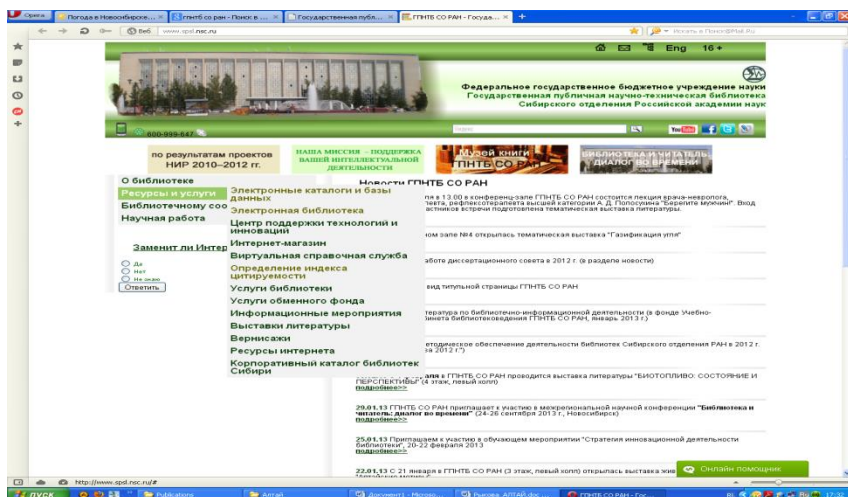 Opera
Погода в Новосибирске...
гпнтб со ран - Поиск в ...
Государственная публ...
ГПНТБ СО РАН - Госуда...
Веб
www.spsl.nsc.ru
Искать в Поиск@Mail.Ru
Eng 16+
Федеральное государственное бюджетное учреждение науки
Государственная публичная научно-техническая библиотека
Сибирского отделения Российской академии наук
800-999-647
You Tube
по результатам проектов
НИР 2010–2012 гг.
НАША МИССИЯ – ПОДДЕРЖКА
ВАШЕЙ ИНТЕЛЛЕКТУАЛЬНОЙ
ДЕЯТЕЛЬНОСТИ
Музей книги
ГПНТБ СО РАН
БИБЛИОТЕКА И ЧИТАТЕЛЬ:
ДИАЛОГ ВО ВРЕМЕНИ
О библиотеке
Ресурсы и услуги
Библиотечному соо
Научная работа
Заменит ли Интер
Да
Нет
Не знаю
Ответить
Электронные каталоги и базы
данных
Электронная библиотека
Центр поддержки технологий и
инноваций
Интернет-магазин
Виртуальная справочная служба
Определение индекса
цитируемости
Услуги библиотеки
Услуги обменного фонда
Информационные мероприятия
Выставки литературы
Вернисажи
Ресурсы интернета
Корпоративный каталог библиотек
Сибири
Новости ГПНТБ СО РАН
в 13.00 в конференц-зале ГПНТБ СО РАН состоится лекция врача-невролога,
рефлексотерапевта высшей категории А. Д. Попосухина "Берегите мужчин!". Вход
встречи подготовлена тематическая выставка литературы.
зале №4 открылась тематическая выставка "Газификация угля"
работе диссертационного совета в 2012 г. (в разделе новости)
вид титульной страницы ГПНТБ СО РАН
по библиотечно-информационной деятельности (в фонде Учебно-
библиотековедения ГПНТБ СО РАН, январь 2013 г.)
обеспечение деятельности библиотек Сибирского отделения РАН в 2012 г.
2012 г.")
в ГПНТБ СО РАН проводится выставка литературы "БИОТОПЛИВО: СОСТОЯНИЕ И
ПЕРСПЕКТИВЫ" (4 этаж, левый холл)
подробнее>>
29.01.13 ГПНТБ СО РАН приглашает к участию в межрегиональной научной конференции "Библиотека и
читатель: диалог во времени" (24-26 сентября 2013 г., Новосибирск)
подробнее>>
25.01.13 Приглашаем к участию в обучающем мероприятии "Стратегия инновационной деятельности
библиотеки", 20-22 февраля 2013
подробнее>>
22.01.13 С 21 января в ГПНТБ СО РАН (3 этаж, левый холл) открылась выставка
Онлайн помощник
http://www.spsl.nsc.ru/#
пуск
Publications
Алтай
Документ1 - Microso...
Рыкова_АЛТАЙ.doc ...
ГПНТБ СО РАН - Гос...
RU
17:32